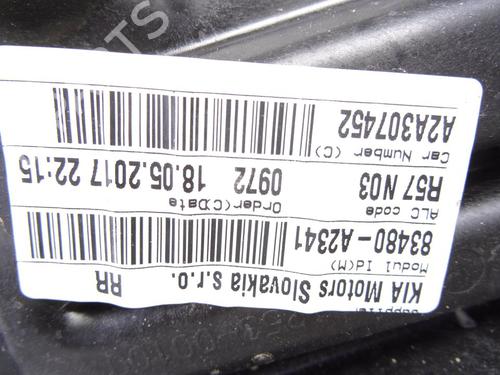 KIA Motors Slovakia s.r.o.
RR
Modul Id(M)
83480-A2341
ALC code
R57 N03
Order(C)Date
0972 18.05.2017 22:15
Car Number (C)
A2A307452
PARTS